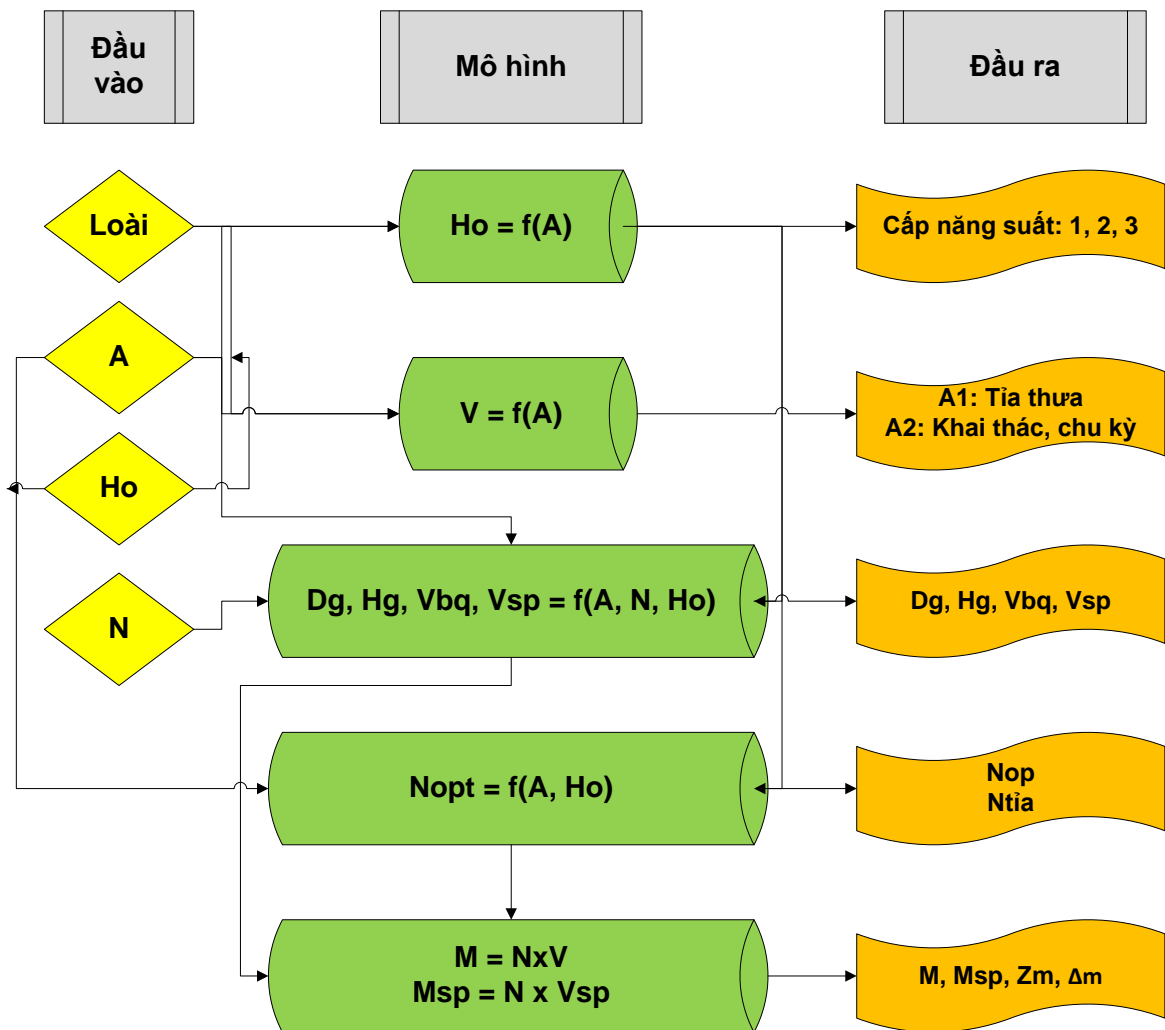 Đầu
vào
Mô hình
Đầu ra
Loài
Ho = f(A)
Cấp năng suất: 1, 2, 3
A
V = f(A)
A1: Tỉa thưa
A2: Khai thác, chu kỳ
Ho
Dg, Hg, Vbq, Vsp = f(A, N, Ho)
Dg, Hg, Vbq, Vsp
N
Nopt = f(A, Ho)
Nop
Ntỉa
M = NxV
Msp = N x Vsp
M, Msp, Zm, Δm